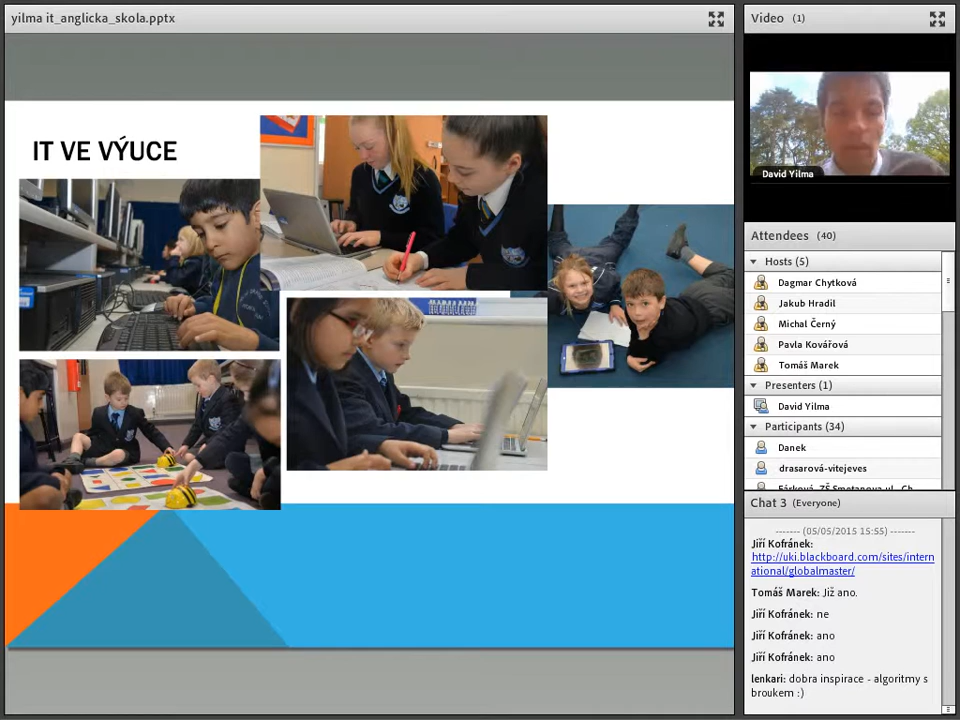 yilma it_anglicka_skola.pptx
IT VE VÝUCE
Video (1)
David Yilma
Attendees (40)
Hosts (5)
Dagmar Chytková
Jakub Hradil
Michal Černý
Pavla Kovářová
Tomáš Marek
Presenters (1)
David Yilma
Participants (34)
Danek
drasarová-vitejeves
Chat 3 (Everyone)
------- (05/05/2015 15:55) -------
Jiří Kofránek:
http://uki.blackboard.com/sites/intern
ational/globalmaster/
Tomáš Marek: Již ano.
Jiří Kofránek: ne
Jiří Kofránek: ano
Jiří Kofránek: ano
lenkari: dobra inspirace - algoritmy s
broukem :)